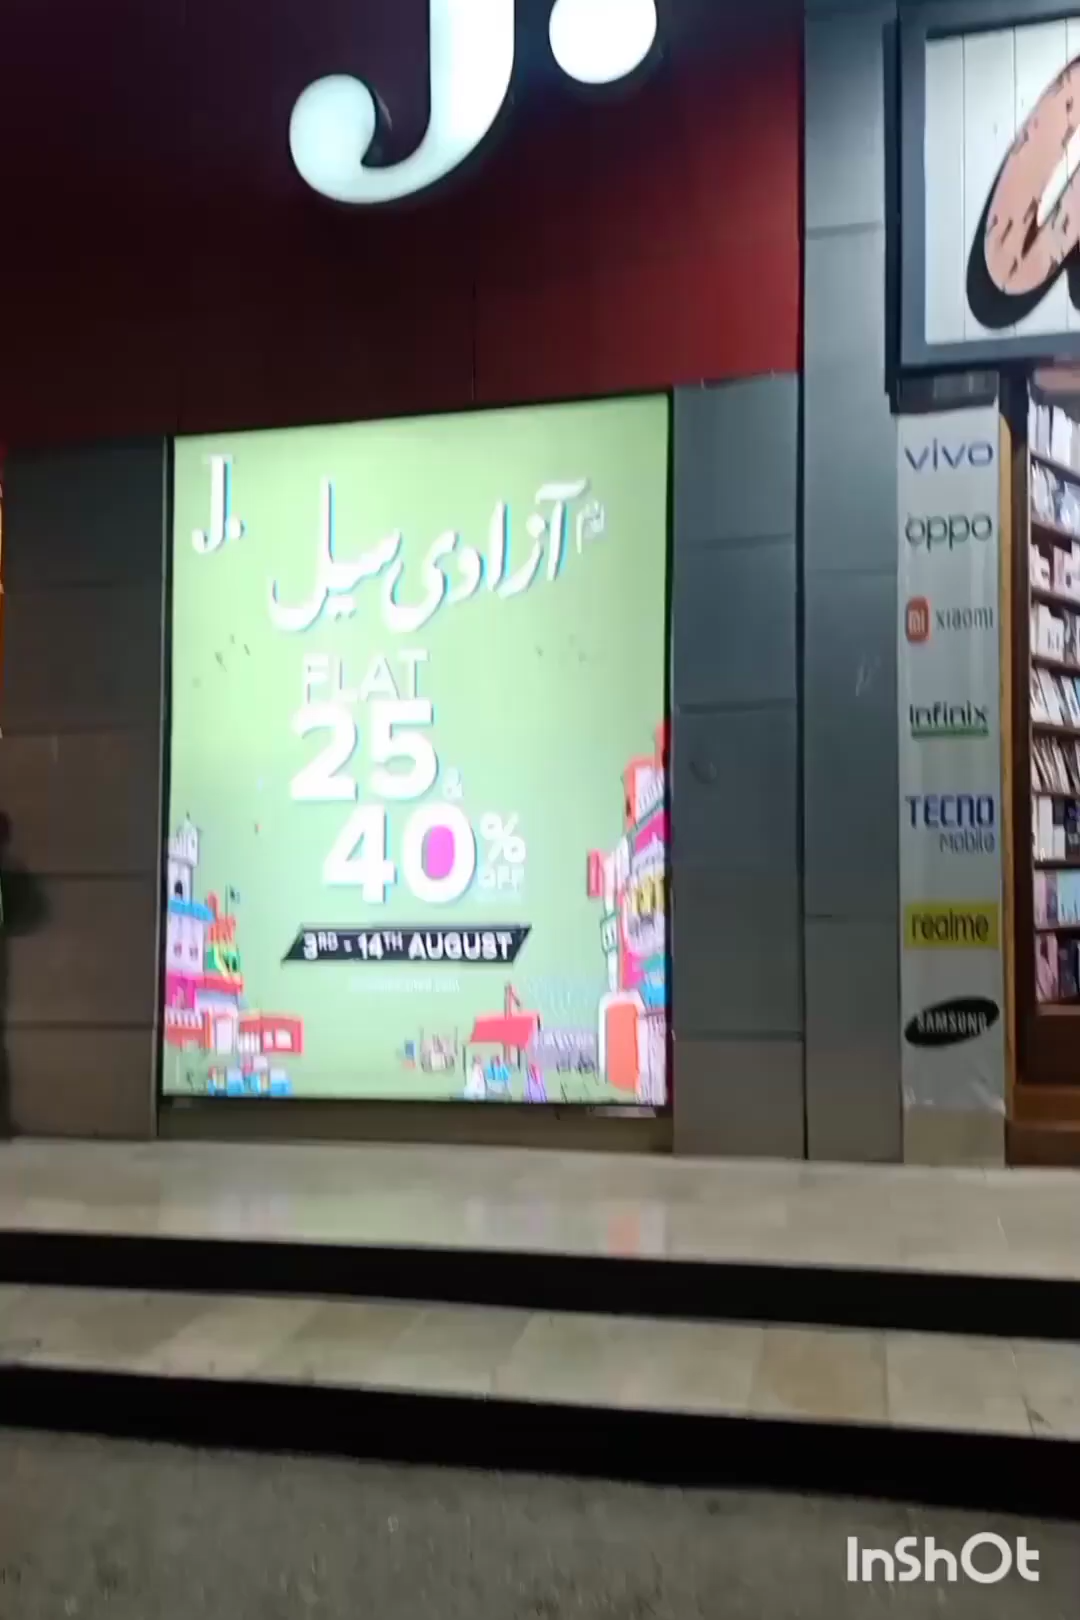 J.
J.
آزادی سیل
FLAT
25
&
40%
OFF
3RD - 14TH AUGUST
vivo
oppo
mi xiaomi
Infinix
TECNO
Mobile
realme
SAMSUNG
InShOt